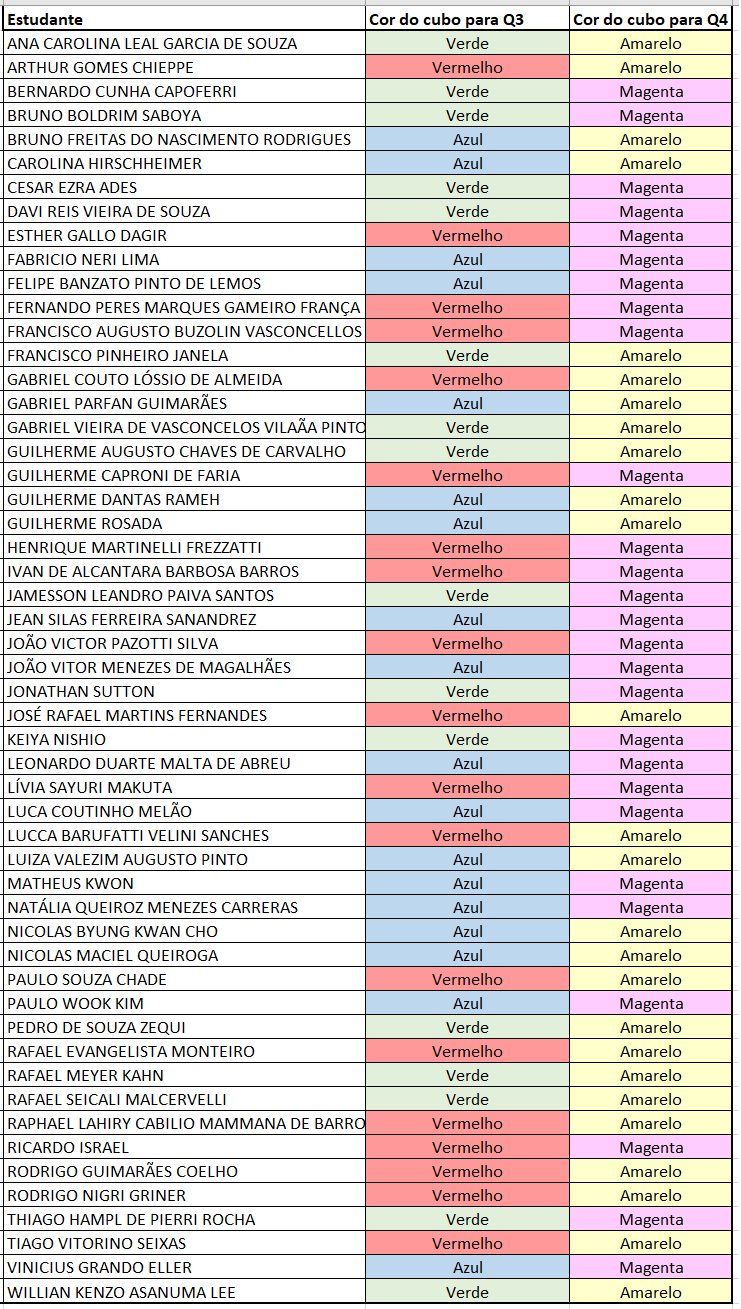 Estudante Cor do cubo para Q3 Cor do cubo para Q4
ANA CAROLINA LEAL GARCIA DE SOUZA Verde Amarelo
ARTHUR GOMES CHIEPPE Vermelho Amarelo
BERNARDO CUNHA CAPOFERRI Verde Magenta
BRUNO BOLDRIM SABOYA Verde Magenta
BRUNO FREITAS DO NASCIMENTO RODRIGUES Azul Amarelo
CAROLINA HIRSCHHEIMER Azul Amarelo
CESAR EZRA ADES Verde Magenta
DAVI REIS VIEIRA DE SOUZA Verde Magenta
ESTHER GALLO DAGIR Vermelho Magenta
FABRICIO NERI LIMA Azul Magenta
FELIPE BANZATO PINTO DE LEMOS Azul Magenta
FERNANDO PERES MARQUES GAMEIRO FRANÇA Vermelho Magenta
FRANCISCO AUGUSTO BUZOLIN VASCONCELLOS Vermelho Magenta
FRANCISCO PINHEIRO JANELA Verde Amarelo
GABRIEL COUTO LÓSSIO DE ALMEIDA Vermelho Amarelo
GABRIEL PARFAN GUIMARÃES Azul Amarelo
GABRIEL VIEIRA DE VASCONCELOS VILAÃA PINTO Verde Amarelo
GUILHERME AUGUSTO CHAVES DE CARVALHO Verde Amarelo
GUILHERME CAPRONI DE FARIA Vermelho Magenta
GUILHERME DANTAS RAMEH Azul Amarelo
GUILHERME ROSADA Azul Amarelo
HENRIQUE MARTINELLI FREZZATTI Vermelho Magenta
IVAN DE ALCANTARA BARBOSA BARROS Vermelho Magenta
JAMESSON LEANDRO PAIVA SANTOS Verde Magenta
JEAN SILAS FERREIRA SANANDREZ Azul Magenta
JOÃO VICTOR PAZOTTI SILVA Vermelho Magenta
JOÃO VITOR MENEZES DE MAGALHÃES Azul Magenta
JONATHAN SUTTON Verde Magenta
JOSÉ RAFAEL MARTINS FERNANDES Vermelho Amarelo
KEIYA NISHIO Verde Magenta
LEONARDO DUARTE MALTA DE ABREU Azul Magenta
LÍVIA SAYURI MAKUTA Vermelho Magenta
LUCA COUTINHO MELÃO Azul Magenta
LUCCA BARUFATTI VELINI SANCHES Vermelho Amarelo
LUIZA VALEZIM AUGUSTO PINTO Azul Amarelo
MATHEUS KWON Azul Magenta
NATÁLIA QUEIROZ MENEZES CARRERAS Azul Magenta
NICOLAS BYUNG KWAN CHO Azul Amarelo
NICOLAS MACIEL QUEIROGA Azul Amarelo
PAULO SOUZA CHADE Vermelho Amarelo
PAULO WOOK KIM Azul Magenta
PEDRO DE SOUZA ZEQUI Verde Amarelo
RAFAEL EVANGELISTA MONTEIRO Vermelho Amarelo
RAFAEL MEYER KAHN Verde Amarelo
RAFAEL SEICALI MALCERVELLI Verde Amarelo
RAPHAEL LAHIRY CABILIO MAMMANA DE BARRO Vermelho Amarelo
RICARDO ISRAEL Vermelho Magenta
RODRIGO GUIMARÃES COELHO Vermelho Amarelo
RODRIGO NIGRI GRINER Vermelho Amarelo
THIAGO HAMPL DE PIERRI ROCHA Verde Magenta
TIAGO VITORINO SEIXAS Vermelho Amarelo
VINICIUS GRANDO ELLER Azul Magenta
WILLIAN KENZO ASANUMA LEE Verde Amarelo